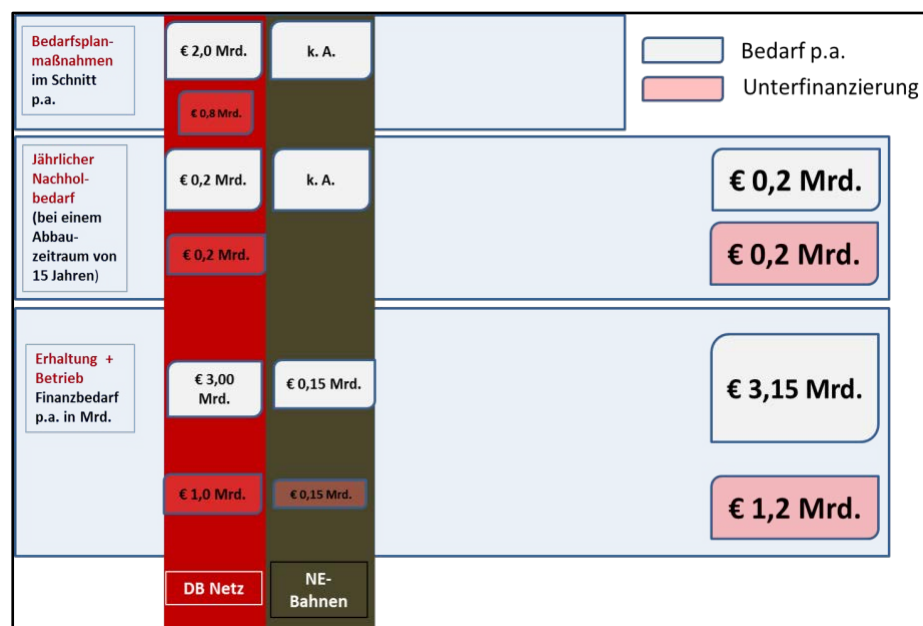 Bedarfsplan-
maßnahmen
im Schnitt
p.a.
€ 2,0 Mrd.
k. A.
€ 0,8 Mrd.
Bedarf p.a.
Unterfinanzierung
Jährlicher
Nachhol-
bedarf
(bei einem
Abbau-
zeitraum von
15 Jahren)
€ 0,2 Mrd.
k. A.
€ 0,2 Mrd.
€ 0,2 Mrd.
€ 0,2 Mrd.
Erhaltung +
Betrieb
Finanzbedarf
p.a. in Mrd.
€ 3,00
Mrd.
€ 0,15 Mrd.
€ 3,15 Mrd.
€ 1,0 Mrd.
€ 0,15 Mrd.
€ 1,2 Mrd.
DB Netz
NE-
Bahnen